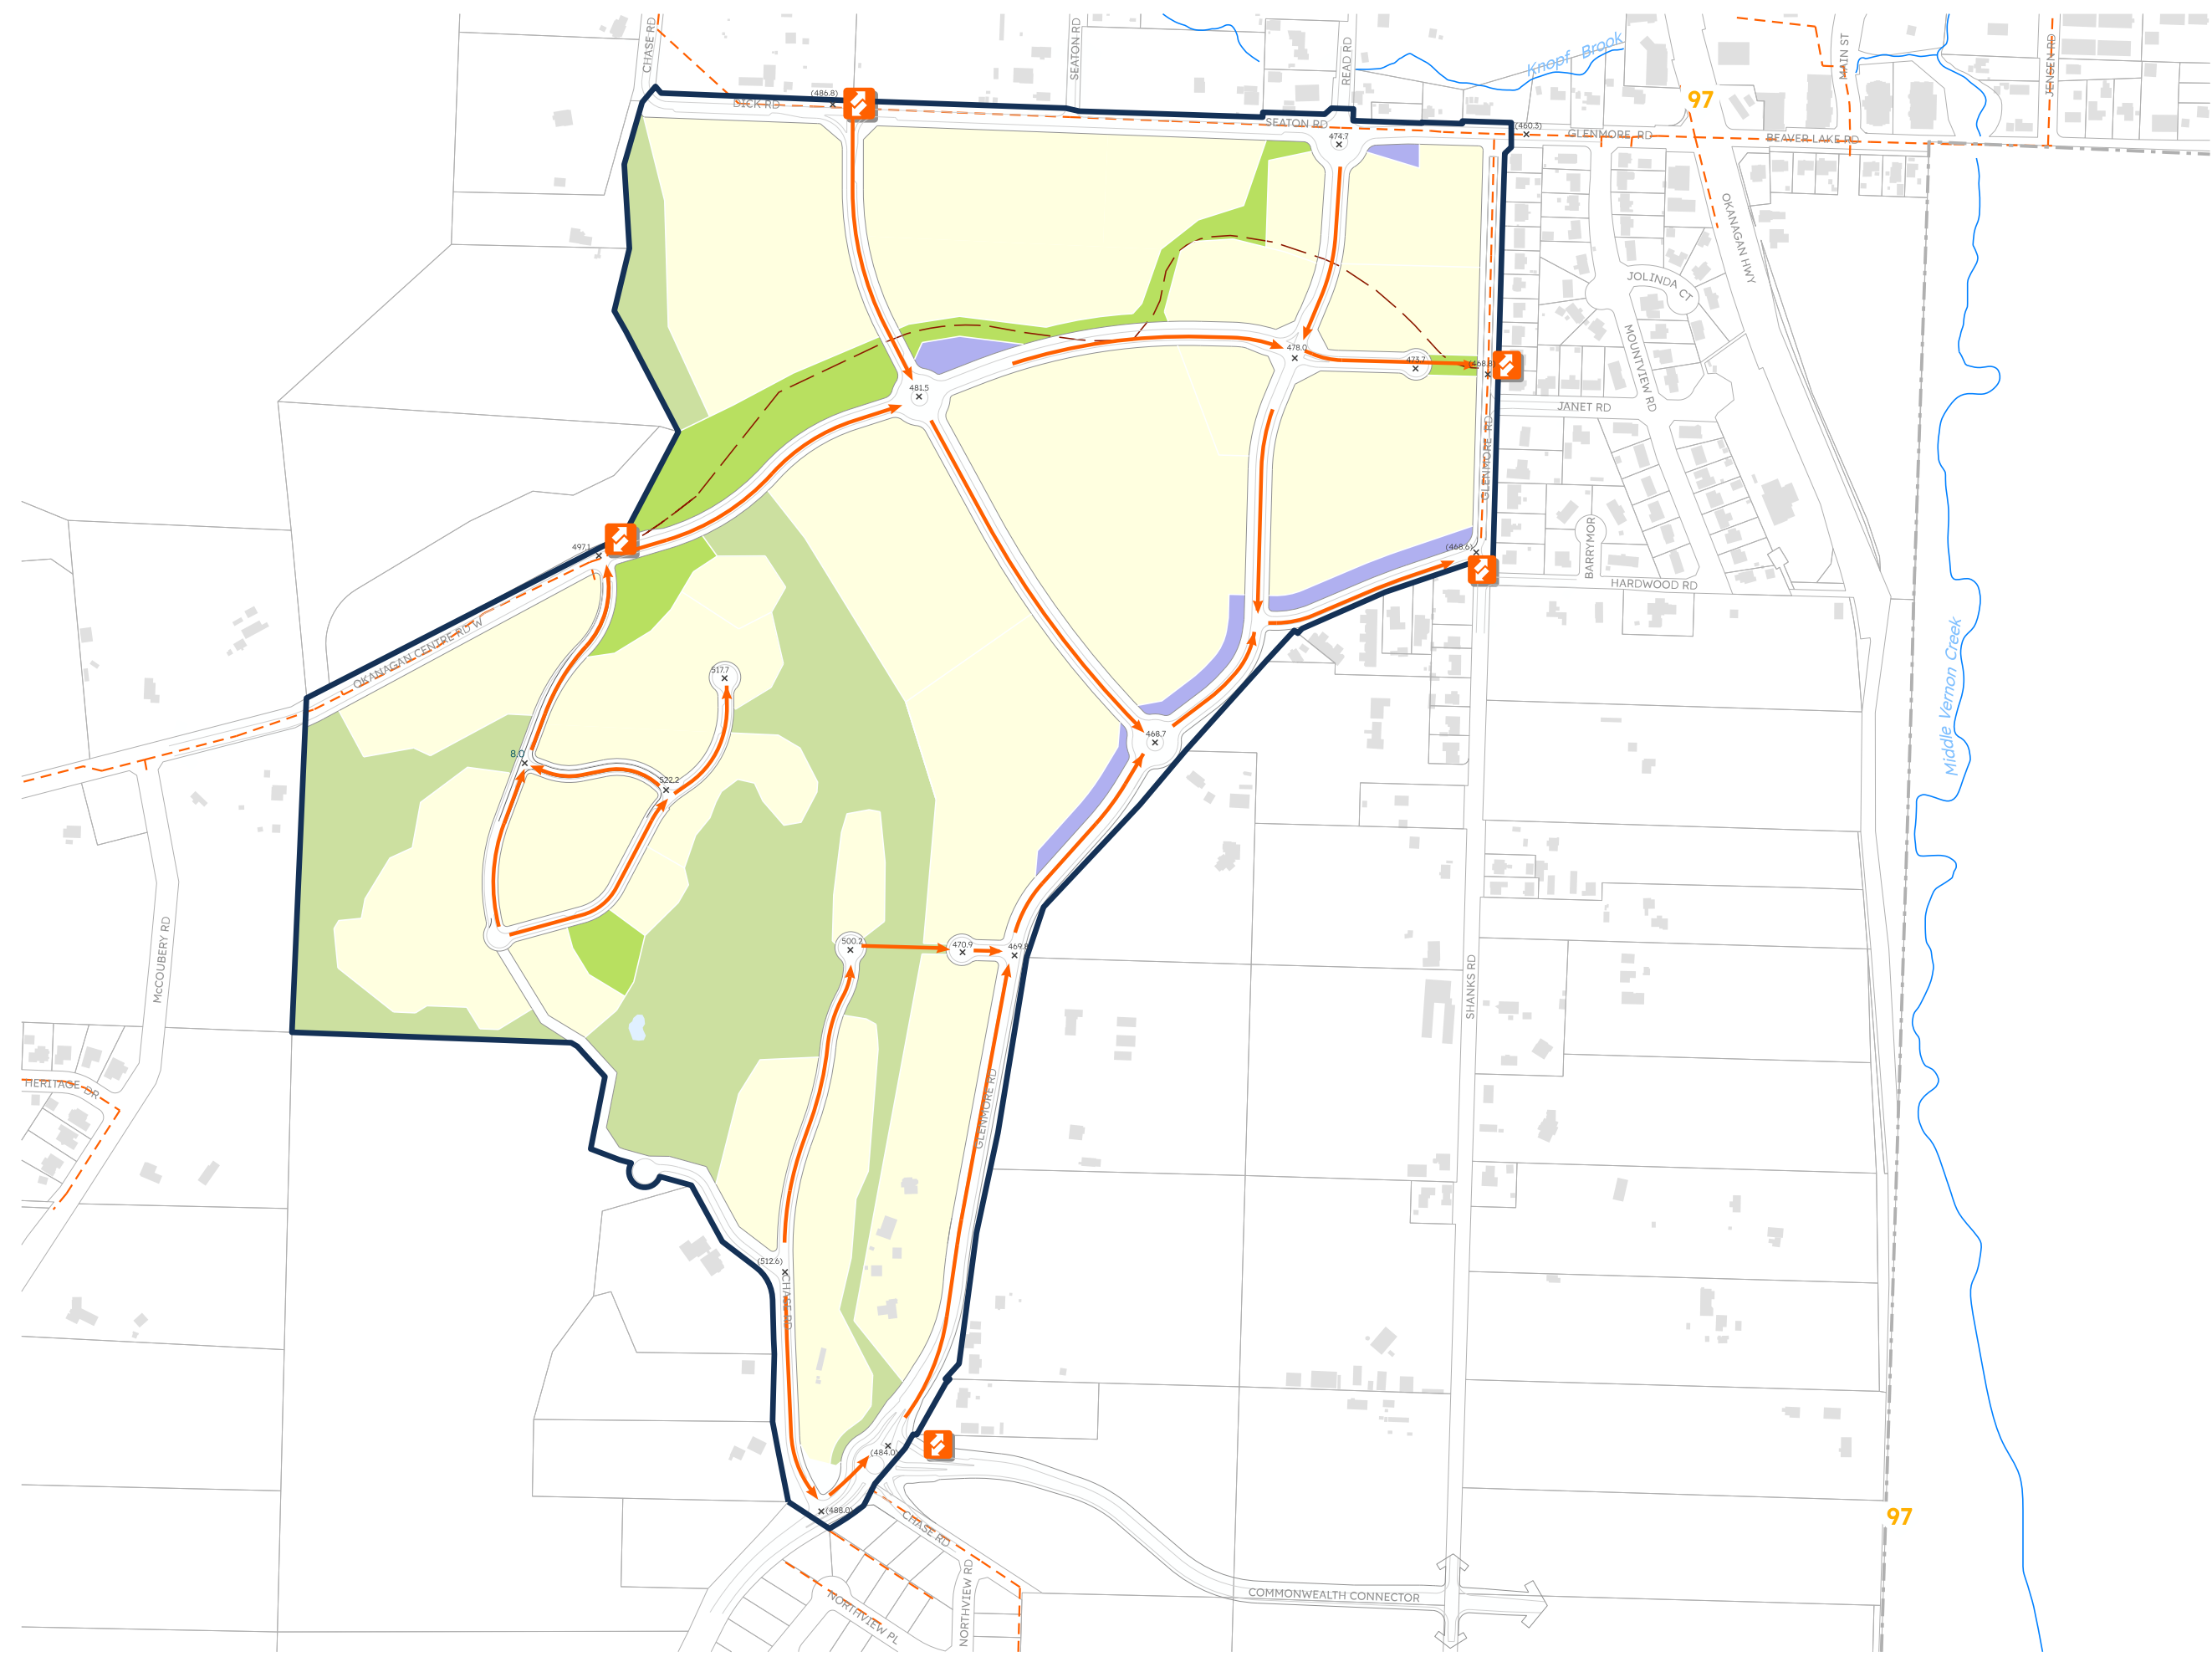 CHASE RD
SEATON RD
READ RD
Knopf Brook
MAIN ST
JENSEN RD
97
(486.8)
DICK RD
SEATON RD
474.7
(460.3)
GLENMORE RD
BEAVER LAKE RD
OKANAGAN HWY
JOLINDA CT
MOUNTVIEW RD
478.0
473.7
(468.8)
481.5
JANET RD
GLENMORE RD
497.1
(468.6)
BARRYMOR
HARDWOOD RD
OKANAGAN CENTRE RD W
517.7
Middle Vernon Creek
468.7
8.0
522.2
McCOUBERY RD
500.2
470.9
469.8
SHANKS RD
HERITAGE DR
GLENMORE RD
(512.6)
CHASE RD
(484.0)
(488.0)
CHASE RD
97
NORTHVIEW RD
NORTHVIEW PL
COMMONWEALTH CONNECTOR